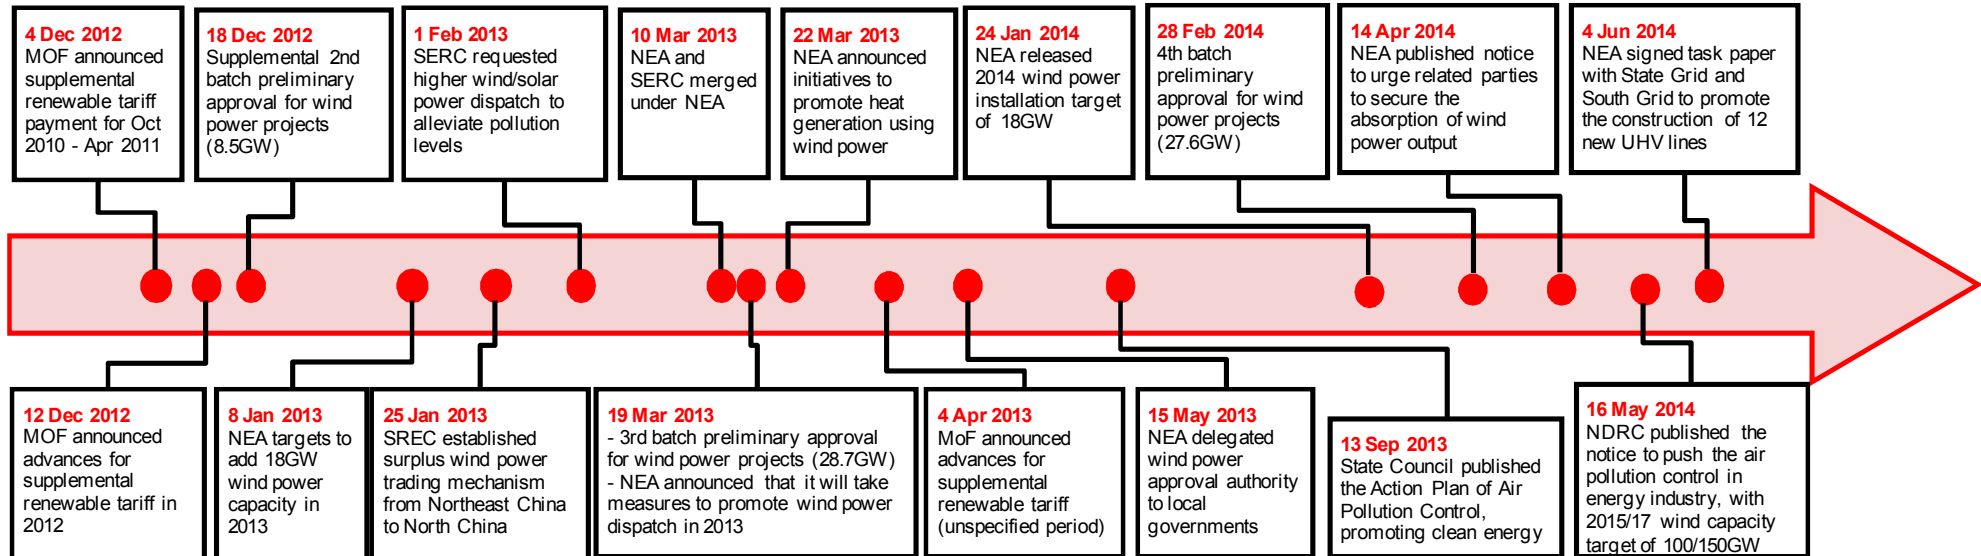 4 Dec 2012
MOF announced
supplemental
renewable tariff
payment for Oct
2010 - Apr 2011
18 Dec 2012
Supplemental 2nd
batch preliminary
approval for wind
power projects
(8.5GW)
1 Feb 2013
SERC requested
higher wind/solar
power dispatch to
alleviate pollution
levels
10 Mar 2013
NEA and
SERC merged
under NEA
22 Mar 2013
NEA announced
initiatives to
promote heat
generation using
wind power
24 Jan 2014
NEA released
2014 wind power
installation target
of 18GW
28 Feb 2014
4th batch
preliminary
approval for wind
power projects
(27.6GW)
14 Apr 2014
NEA published notice
to urge related parties
to secure the
absorption of wind
power output
4 Jun 2014
NEA signed task paper
with State Grid and
South Grid to promote
the construction of 12
new UHV lines
12 Dec 2012
MOF announced
advances for
supplemental
renewable tariff in
2012
8 Jan 2013
NEA targets to
add 18GW
wind power
capacity in
2013
25 Jan 2013
SREC established
surplus wind power
trading mechanism
from Northeast China
to North China
19 Mar 2013
- 3rd batch preliminary approval
for wind power projects (28.7GW)
- NEA announced that it will take
measures to promote wind power
dispatch in 2013
4 Apr 2013
MoF announced
advances for
supplemental
renewable tariff
(unspecified period)
15 May 2013
NEA delegated
wind power
approval authority
to local
governments
13 Sep 2013
State Council published
the Action Plan of Air
Pollution Control,
promoting clean energy
16 May 2014
NDRC published the
notice to push the air
pollution control in
energy industry, with
2015/17 wind capacity
target of 100/150GW